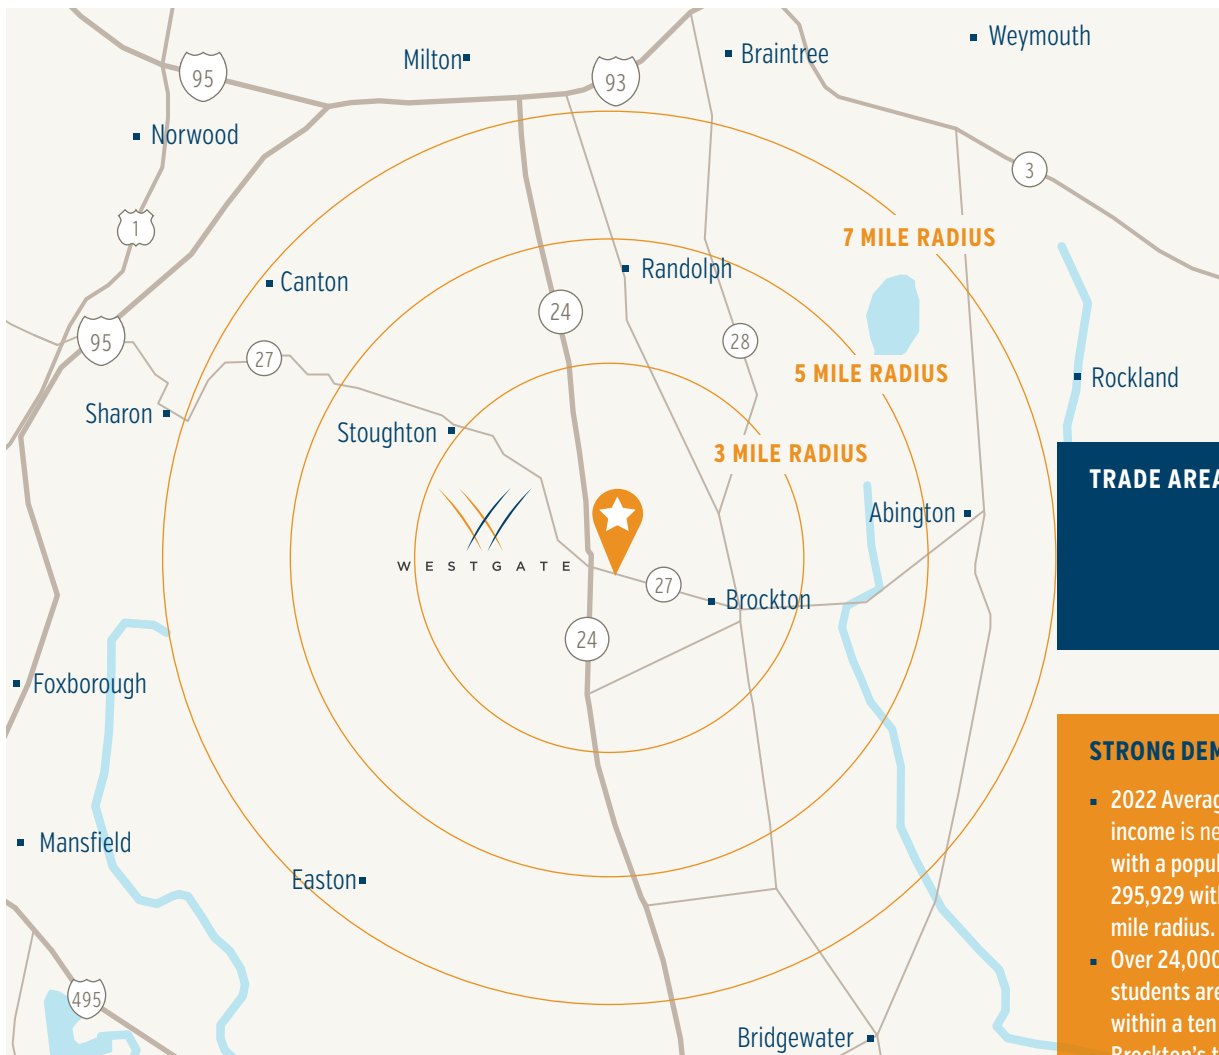 Weymouth
Milton
Braintree
95
93
Norwood
3
1
7 MILE RADIUS
Randolph
Canton
24
95
28
27
5 MILE RADIUS
Rockland
Sharon
Stoughton
3 MILE RADIUS
TRADE AREA
Abington
WESTGATE
27
Brockton
24
Foxborough
STRONG DEM
2022 Averag
income is ne
with a popul
295,929 with
mile radius.
Mansfield
Easton
Over 24,000
students are
within a ten
495
Bridgewater